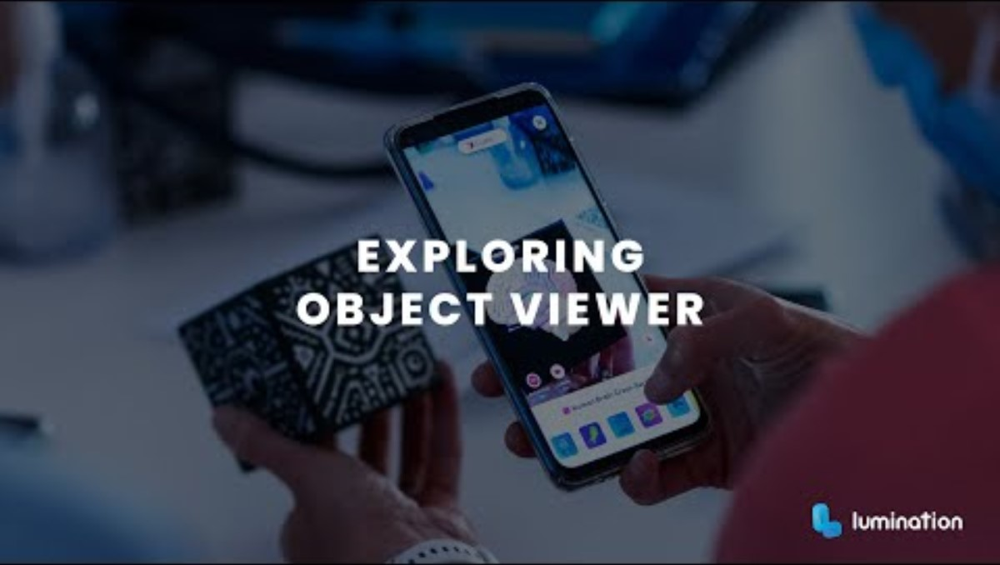 EXPLORING
OBJECT VIEWER
lumination